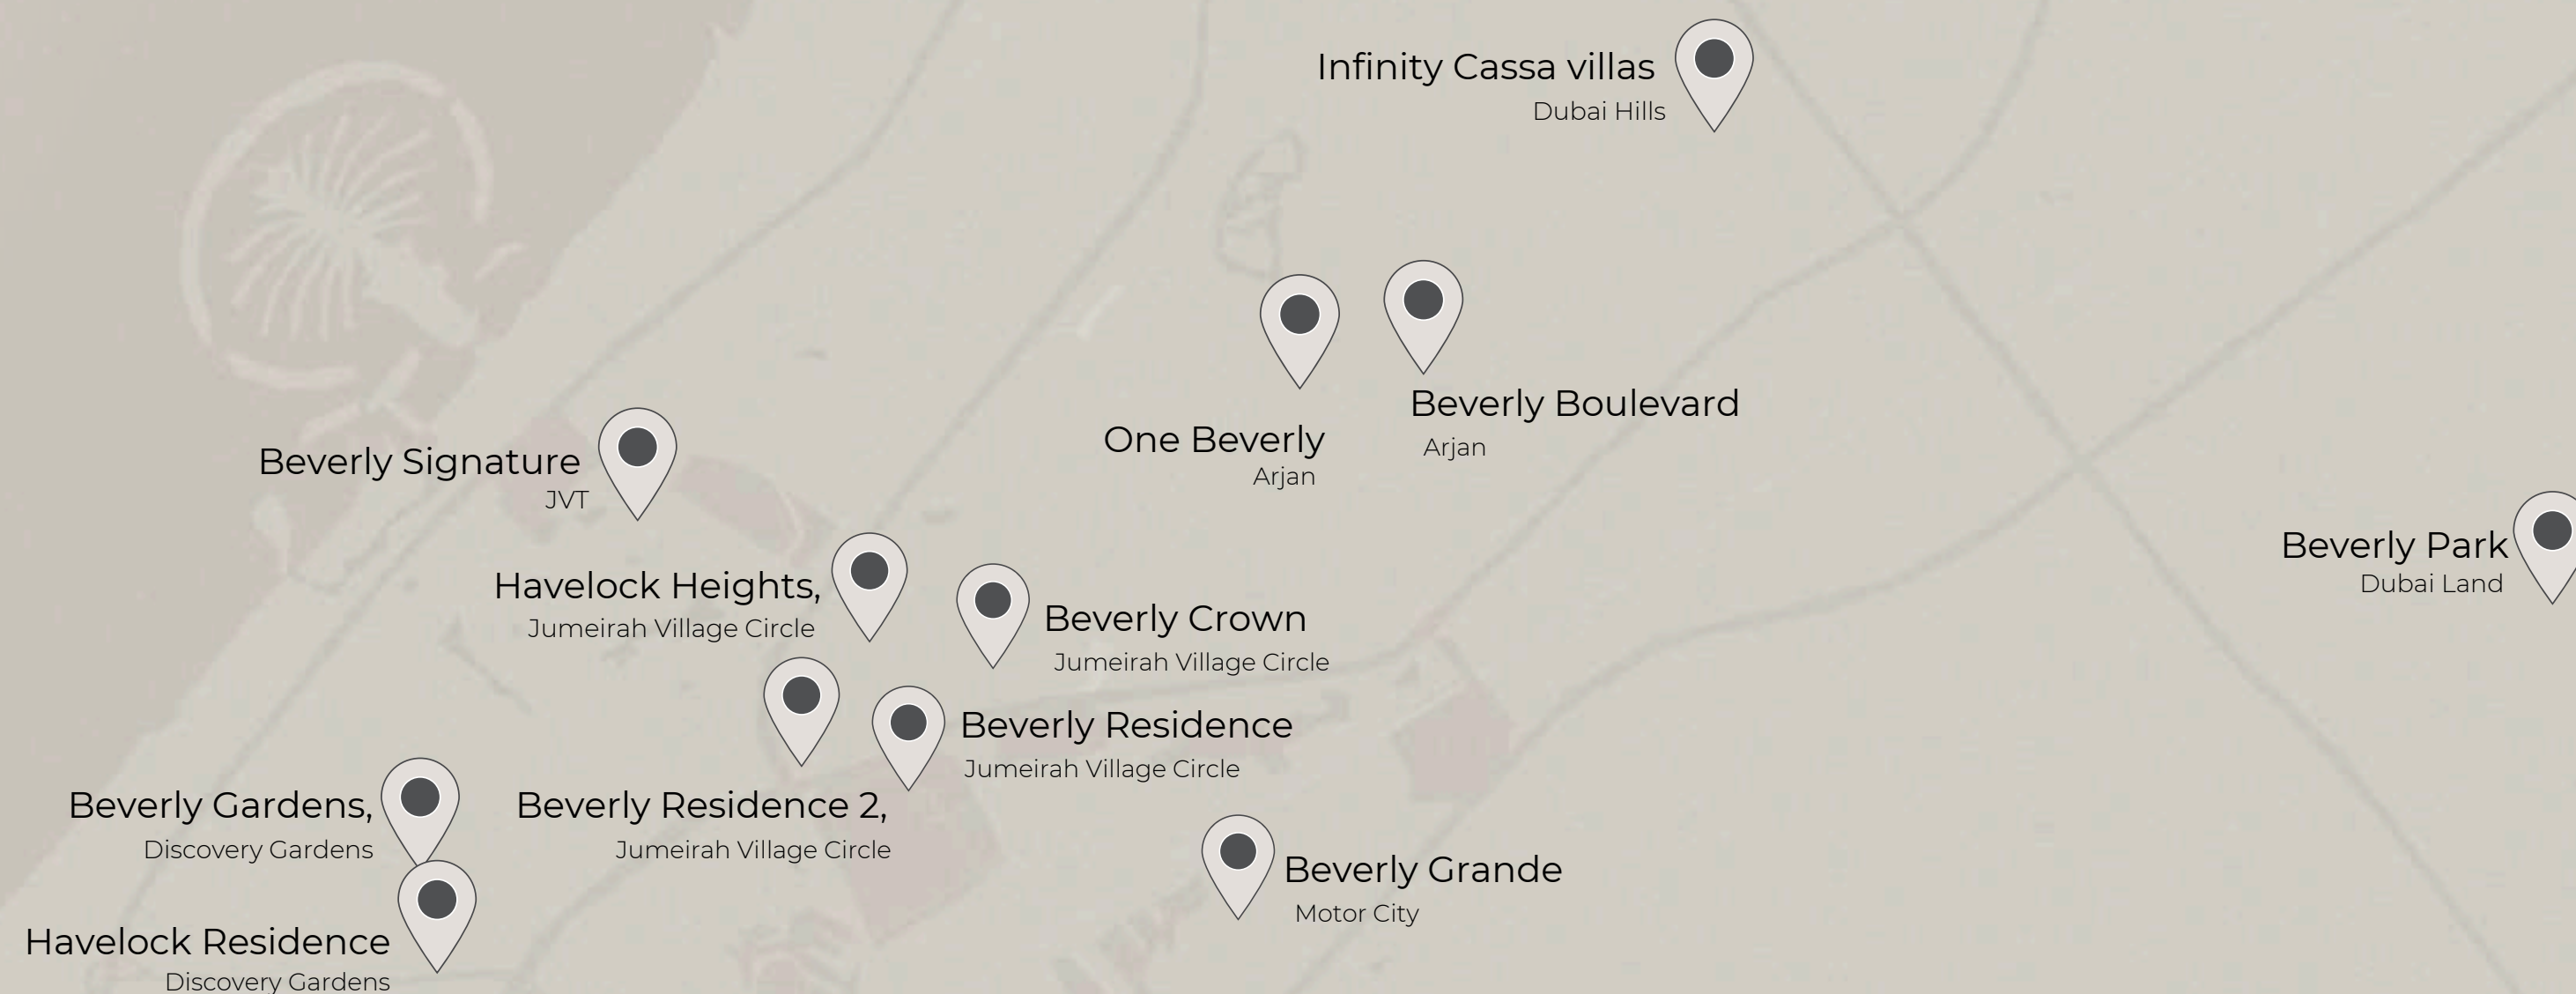 Infinity Cassa villas
Dubai Hills
Beverly Boulevard
Arjan
One Beverly
Arjan
Beverly Signature
JVT
Beverly Park
Dubai Land
Havelock Heights,
Jumeirah Village Circle
Beverly Crown
Jumeirah Village Circle
Beverly Residence
Jumeirah Village Circle
Beverly Gardens,
Discovery Gardens
Beverly Residence 2,
Jumeirah Village Circle
Beverly Grande
Motor City
Havelock Residence
Discovery Gardens